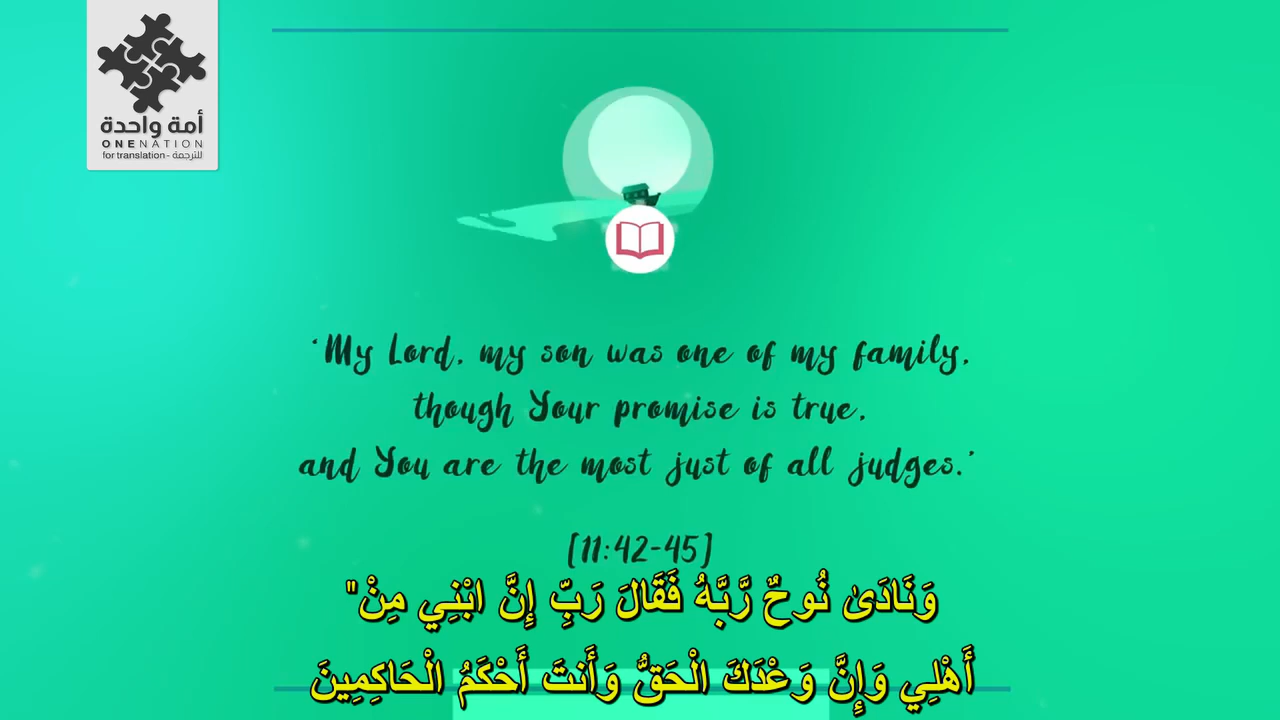 أمة واحدة
ONENATION
for translation - للترجمة
‘My Lord, my son was one of my family,
though Your promise is true,
and You are the most just of all judges.’
[11:42-45]
وَنَادَىٰ نُوحٌ رَّبَّهُ فَقَالَ رَبِّ إِنَّ ابْنِي مِنْ"
أَهْلِي وَإِنَّ وَعْدَكَ الْحَقُّ وَأَنتَ أَحْكَمُ الْحَاكِمِينَ